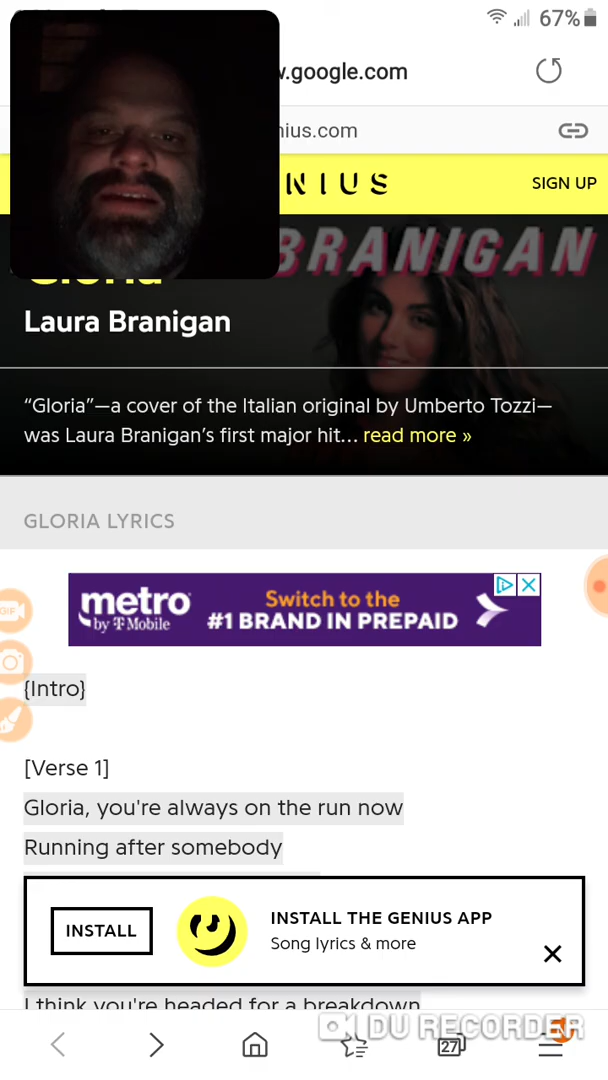 67%
w.google.com
nius.com
NIUS
SIGN UP
BRANIGAN
Gloria
Laura Branigan
“Gloria”—a cover of the Italian original by Umberto Tozzi—
was Laura Branigan’s first major hit... read more »
GLORIA LYRICS
metro
by T Mobile
Switch to the
#1 BRAND IN PREPAID
GIF
{Intro}
[Verse 1]
Gloria, you're always on the run now
Running after somebody
INSTALL
INSTALL THE GENIUS APP
Song lyrics & more
I think you're headed for a breakdown
DU RECORDER
27
N